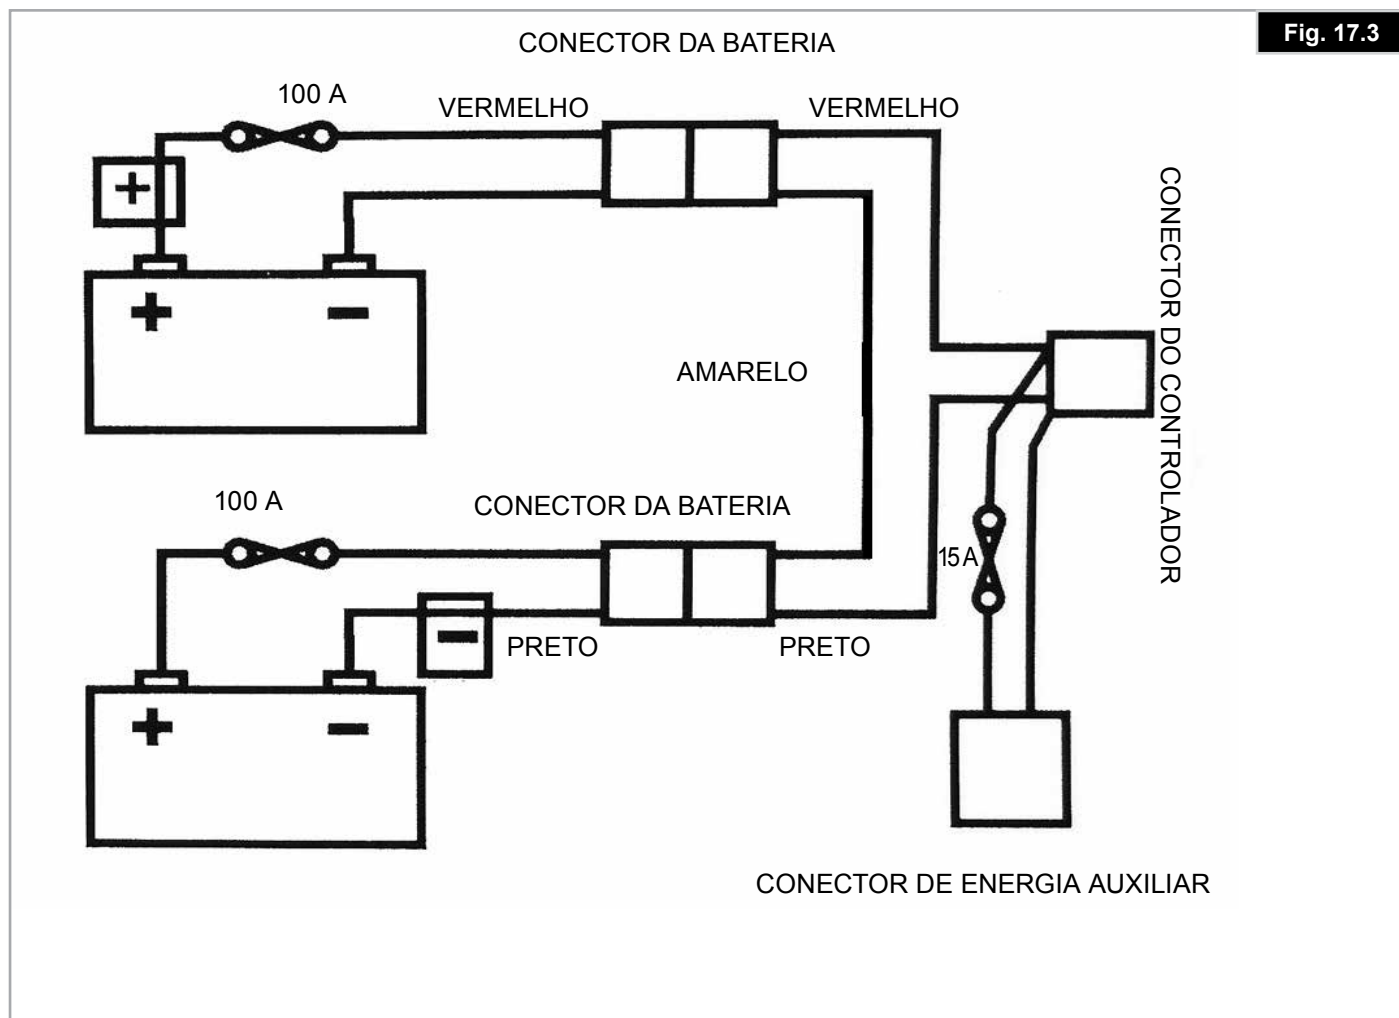 Fig. 17.3
CONECTOR DA BATERIA
100 A
VERMELHO
VERMELHO
+
+
−
CONECTOR DO CONTROLADOR
AMARELO
100 A
CONECTOR DA BATERIA
15 A
−
PRETO
PRETO
+
−
CONECTOR DE ENERGIA AUXILIAR